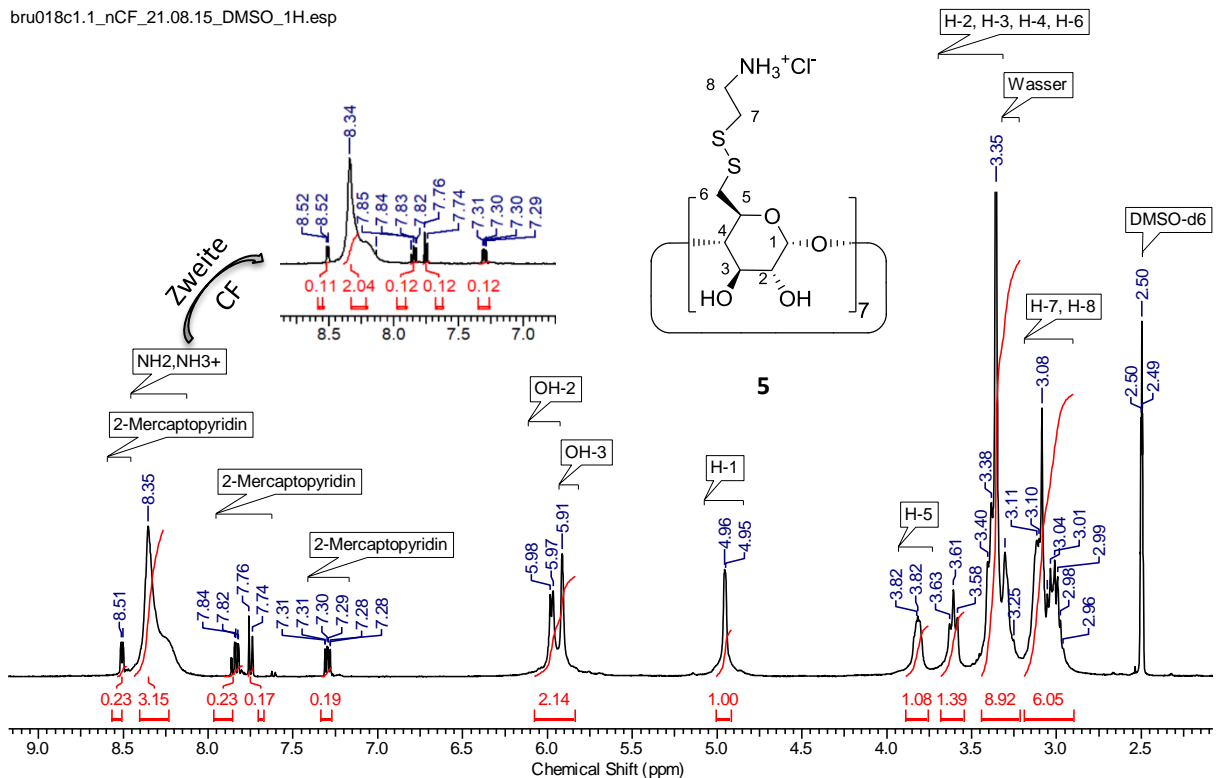 bru018c1.1_nCF_21.08.15_DMSO_1H.esp
H-2, H-3, H-4, H-6
Wasser
DMSO-d6
H-7, H-8
NH3+Cl-
8
7
S
S
6
5
4
O
1
O
3
2
HO
OH
7
5
Zweite
CF
8.52
8.52
8.34
7.85
7.84
7.83
7.82
7.76
7.74
7.31
7.30
7.30
7.29
0.11 2.04 0.12 0.12 0.12
8.5 8.0 7.5 7.0
NH2,NH3+
2-Mercaptopyridin
2-Mercaptopyridin
2-Mercaptopyridin
OH-2
OH-3
H-1
H-5
8.51
8.35
7.84
7.82
7.76
7.74
7.31
7.31
7.30
7.29
7.28
7.28
5.98
5.97
5.91
4.96
4.95
3.82
3.82
3.63
3.61
3.58
3.40
3.38
3.35
3.25
3.11
3.10
3.08
3.04
3.01
2.99
2.98
2.96
2.50
2.50
2.49
0.23 3.15 0.23 0.17 0.19 2.14 1.00 1.08 1.39 8.92 6.05
9.0 8.5 8.0 7.5 7.0 6.5 6.0 5.5 5.0 4.5 4.0 3.5 3.0 2.5
Chemical Shift (ppm)